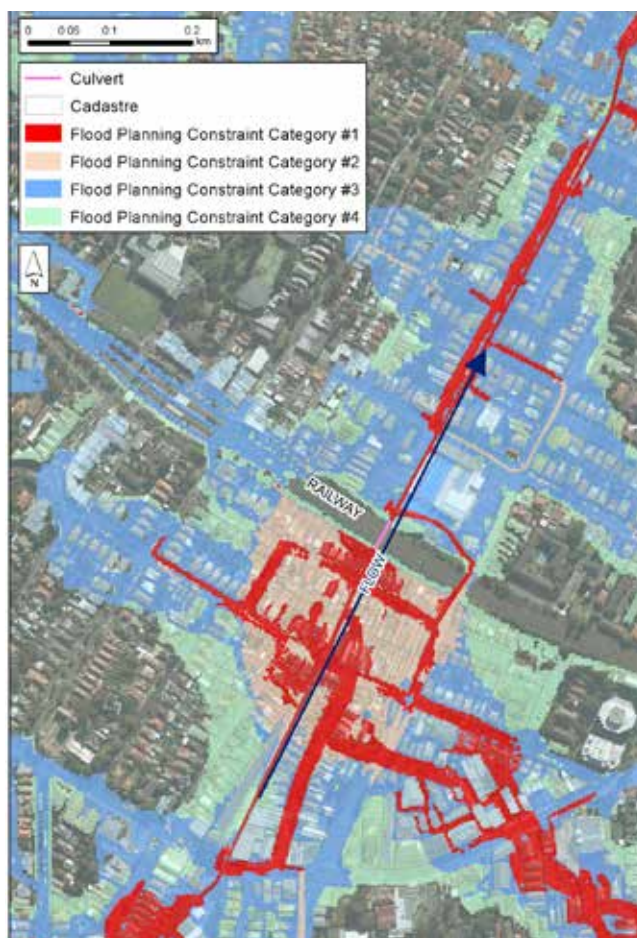 0 0.05 0.1 0.2
km
Culvert
Cadastre
Flood Planning Constraint Category #1
Flood Planning Constraint Category #2
Flood Planning Constraint Category #3
Flood Planning Constraint Category #4
N
RAILWAY
FLOW